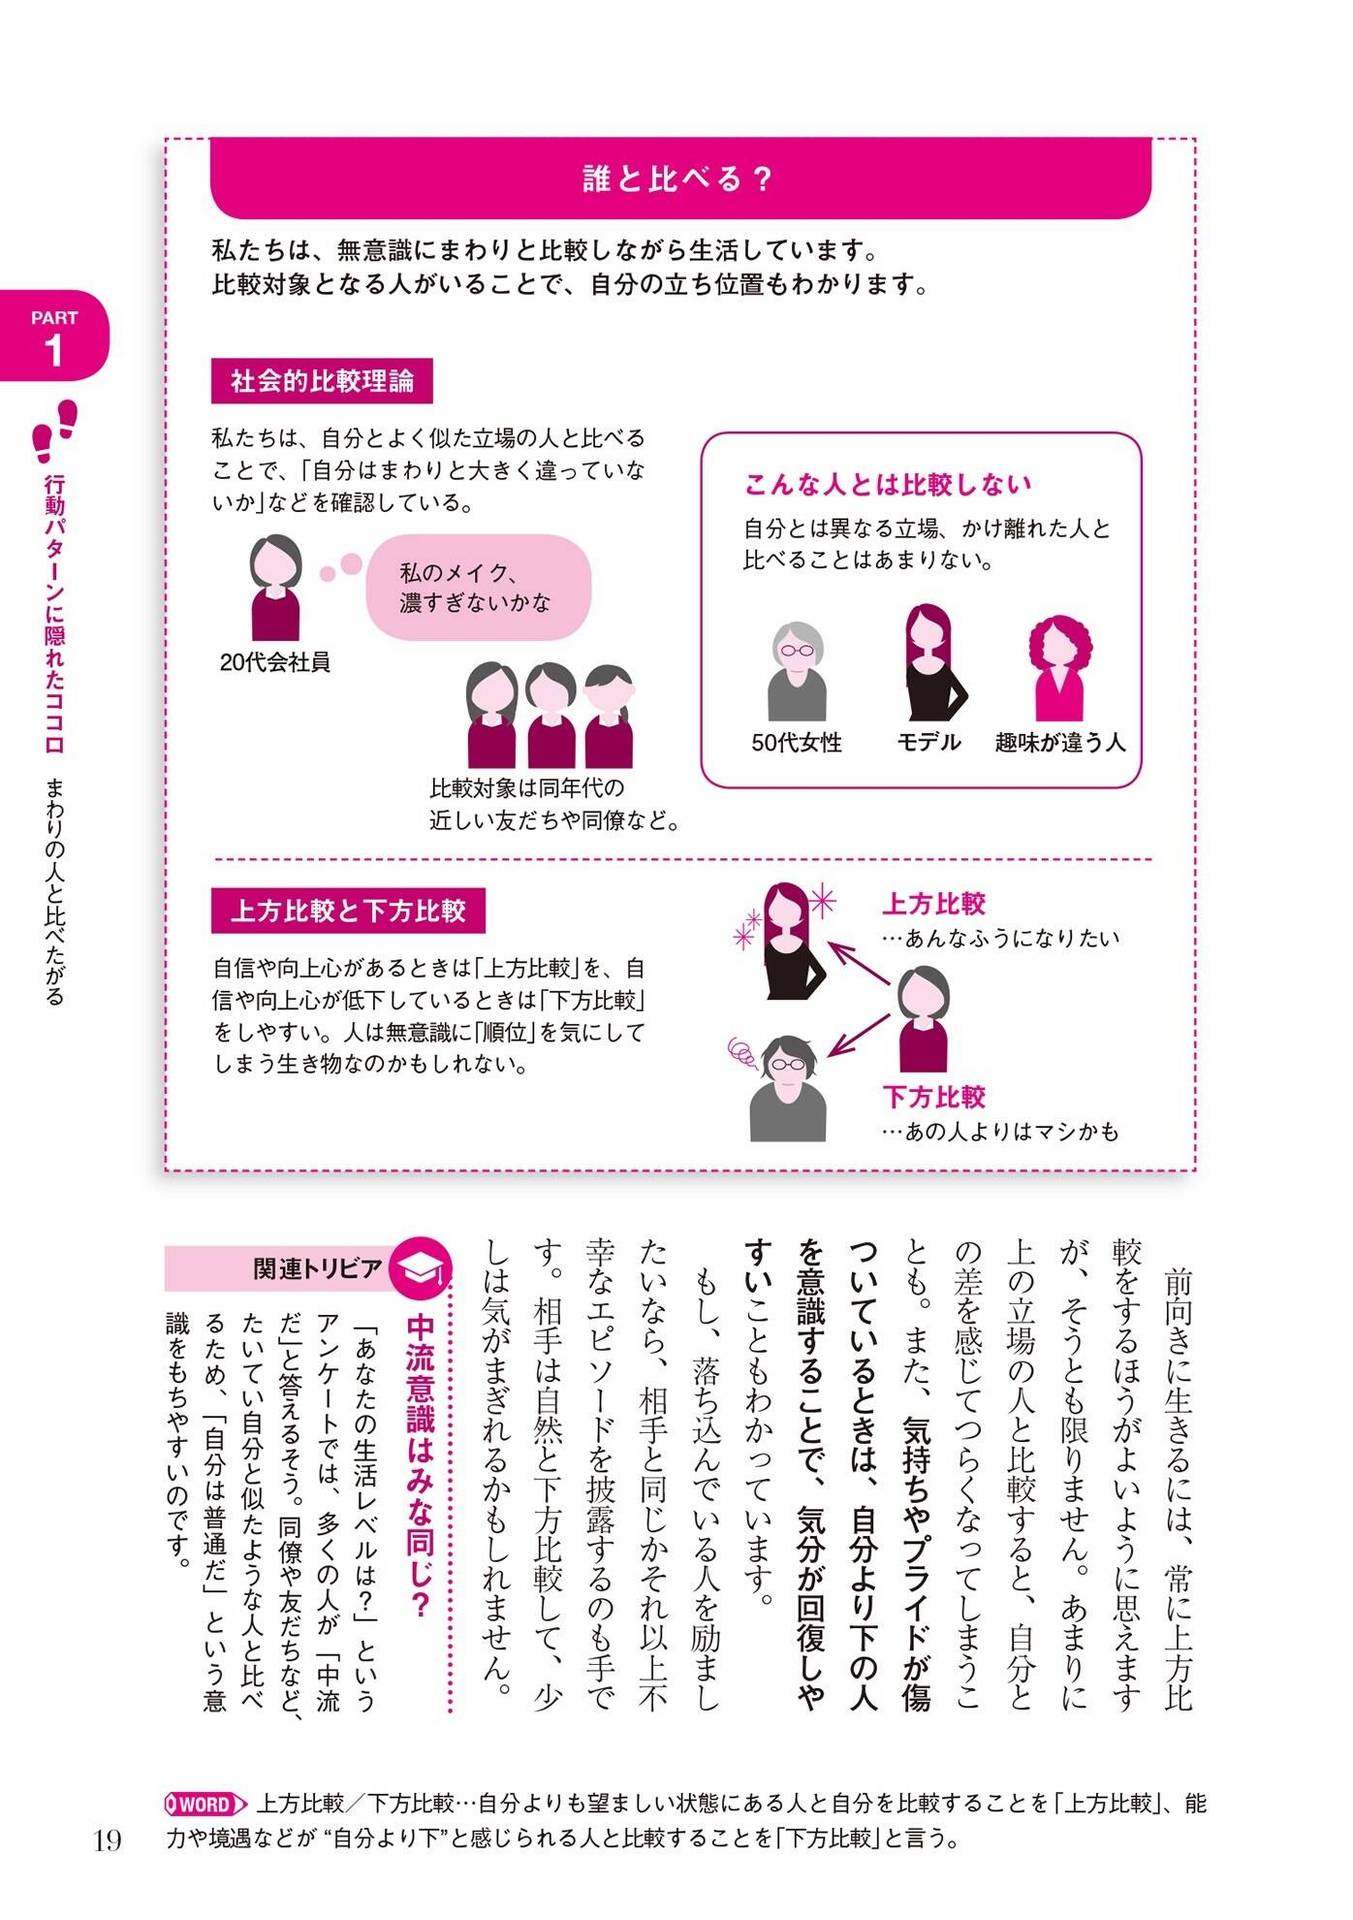 誰と比べる？
私たちは、無意識にまわりと比較しながら生活しています。
比較対象となる人がいることで、自分の立ち位置もわかります。
社会的比較理論
私たちは、自分とよく似た立場の人と比べる
ことで、「自分はまわりと大きく違っていな
いか」などを確認している。
私のメイク、
濃すぎないかな
20代会社員
比較対象は同年代の
近しい友だちや同僚など。
こんな人とは比較しない
自分とは異なる立場、かけ離れた人と
比べることはあまりない。
50代女性
モデル
趣味が違う人
上方比較と下方比較
自信や向上心があるときは「上方比較」を、自
信や向上心が低下しているときは「下方比較」
をしやすい。人は無意識に「順位」を気にして
しまう生き物なのかもしれない。
上方比較
…あんなふうになりたい
下方比較
…あの人よりはマシかも
PART
1
行動パターンに隠れたココロ まわりの人と比べたがる
前向きに生きるには、常に上方比
較をするほうがよいように思えます
が、そうとも限りません。あまりに
上の立場の人と比較すると、自分と
の差を感じてつらくなってしまうこ
とも。また、気持ちやプライドが傷
ついているときは、自分より下の人
を意識することで、気分が回復しや
すいこともわかっています。
もし、落ち込んでいる人を励まし
たいなら、相手と同じかそれ以上不
幸なエピソードを披露するのも手で
す。相手は自然と下方比較して、少
しは気がまぎれるかもしれません。
関連トリビア
中流意識はみな同じ？
「あなたの生活レベルは？」という
アンケートでは、多くの人が「中流
だ」と答えるそう。同僚や友だちなど、
たいてい自分と似たような人と比べ
るため、「自分は普通だ」という意
識をもちやすいのです。
WORD 上方比較／下方比較…自分よりも望ましい状態にある人と自分を比較することを「上方比較」、能
力や境遇などが “自分より下”と感じられる人と比較することを「下方比較」と言う。
19